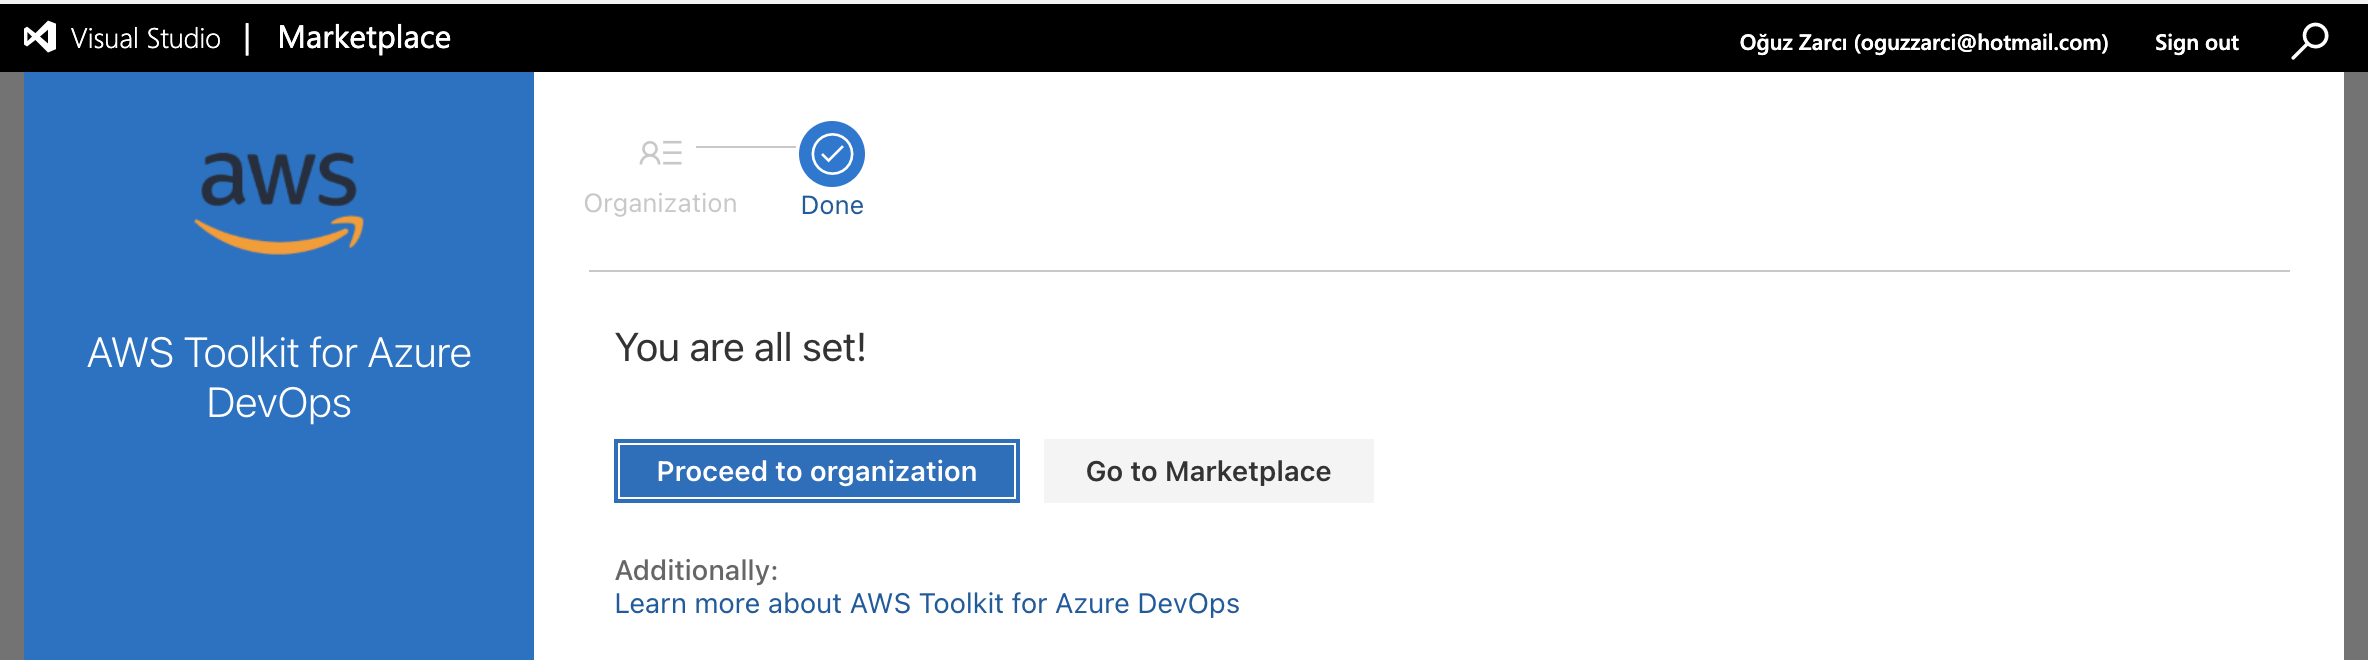 Visual Studio | Marketplace
Oğuz Zarcı (oguzzarci@hotmail.com) Sign out
aws
AWS Toolkit for Azure
DevOps
Organization
Done
You are all set!
Proceed to organization
Go to Marketplace
Additionally:
Learn more about AWS Toolkit for Azure DevOps